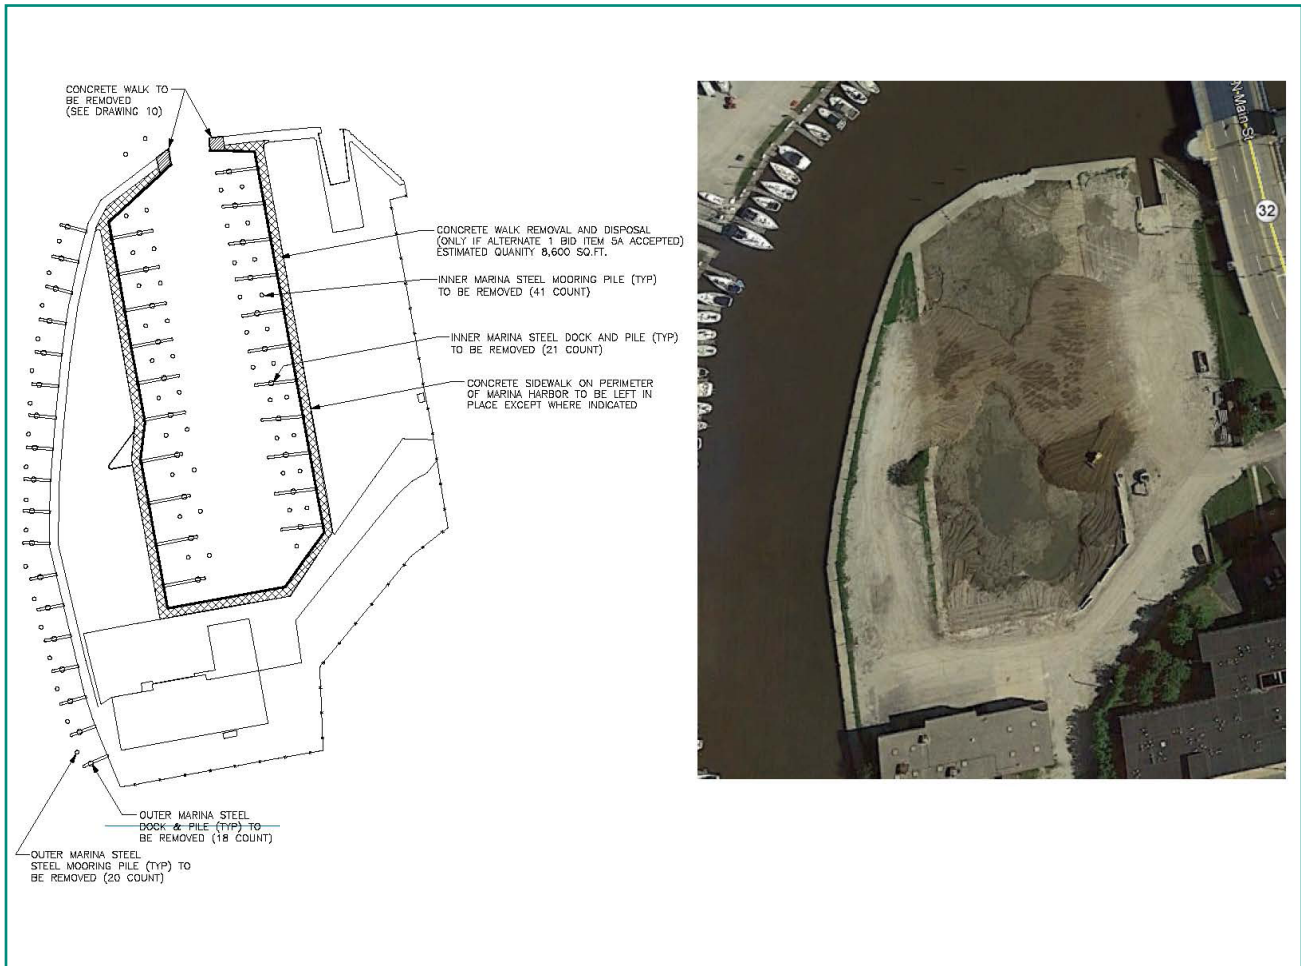 CONCRETE WALK TO
BE REMOVED
(SEE DRAWING 10)
CONCRETE WALK REMOVAL AND DISPOSAL
(ONLY IF ALTERNATE 1 BID ITEM 5A ACCEPTED)
ESTIMATED QUANITY 8,600 SQ.FT.
INNER MARINA STEEL MOORING PILE (TYP)
TO BE REMOVED (41 COUNT)
INNER MARINA STEEL DOCK AND PILE (TYP)
TO BE REMOVED (21 COUNT)
CONCRETE SIDEWALK ON PERIMETER
OF MARINA HARBOR TO BE LEFT IN
PLACE EXCEPT WHERE INDICATED
OUTER MARINA STEEL
DOCK & PILE (TYP) TO
BE REMOVED (18 COUNT)
OUTER MARINA STEEL
STEEL MOORING PILE (TYP) TO
BE REMOVED (20 COUNT)
N Main St
32